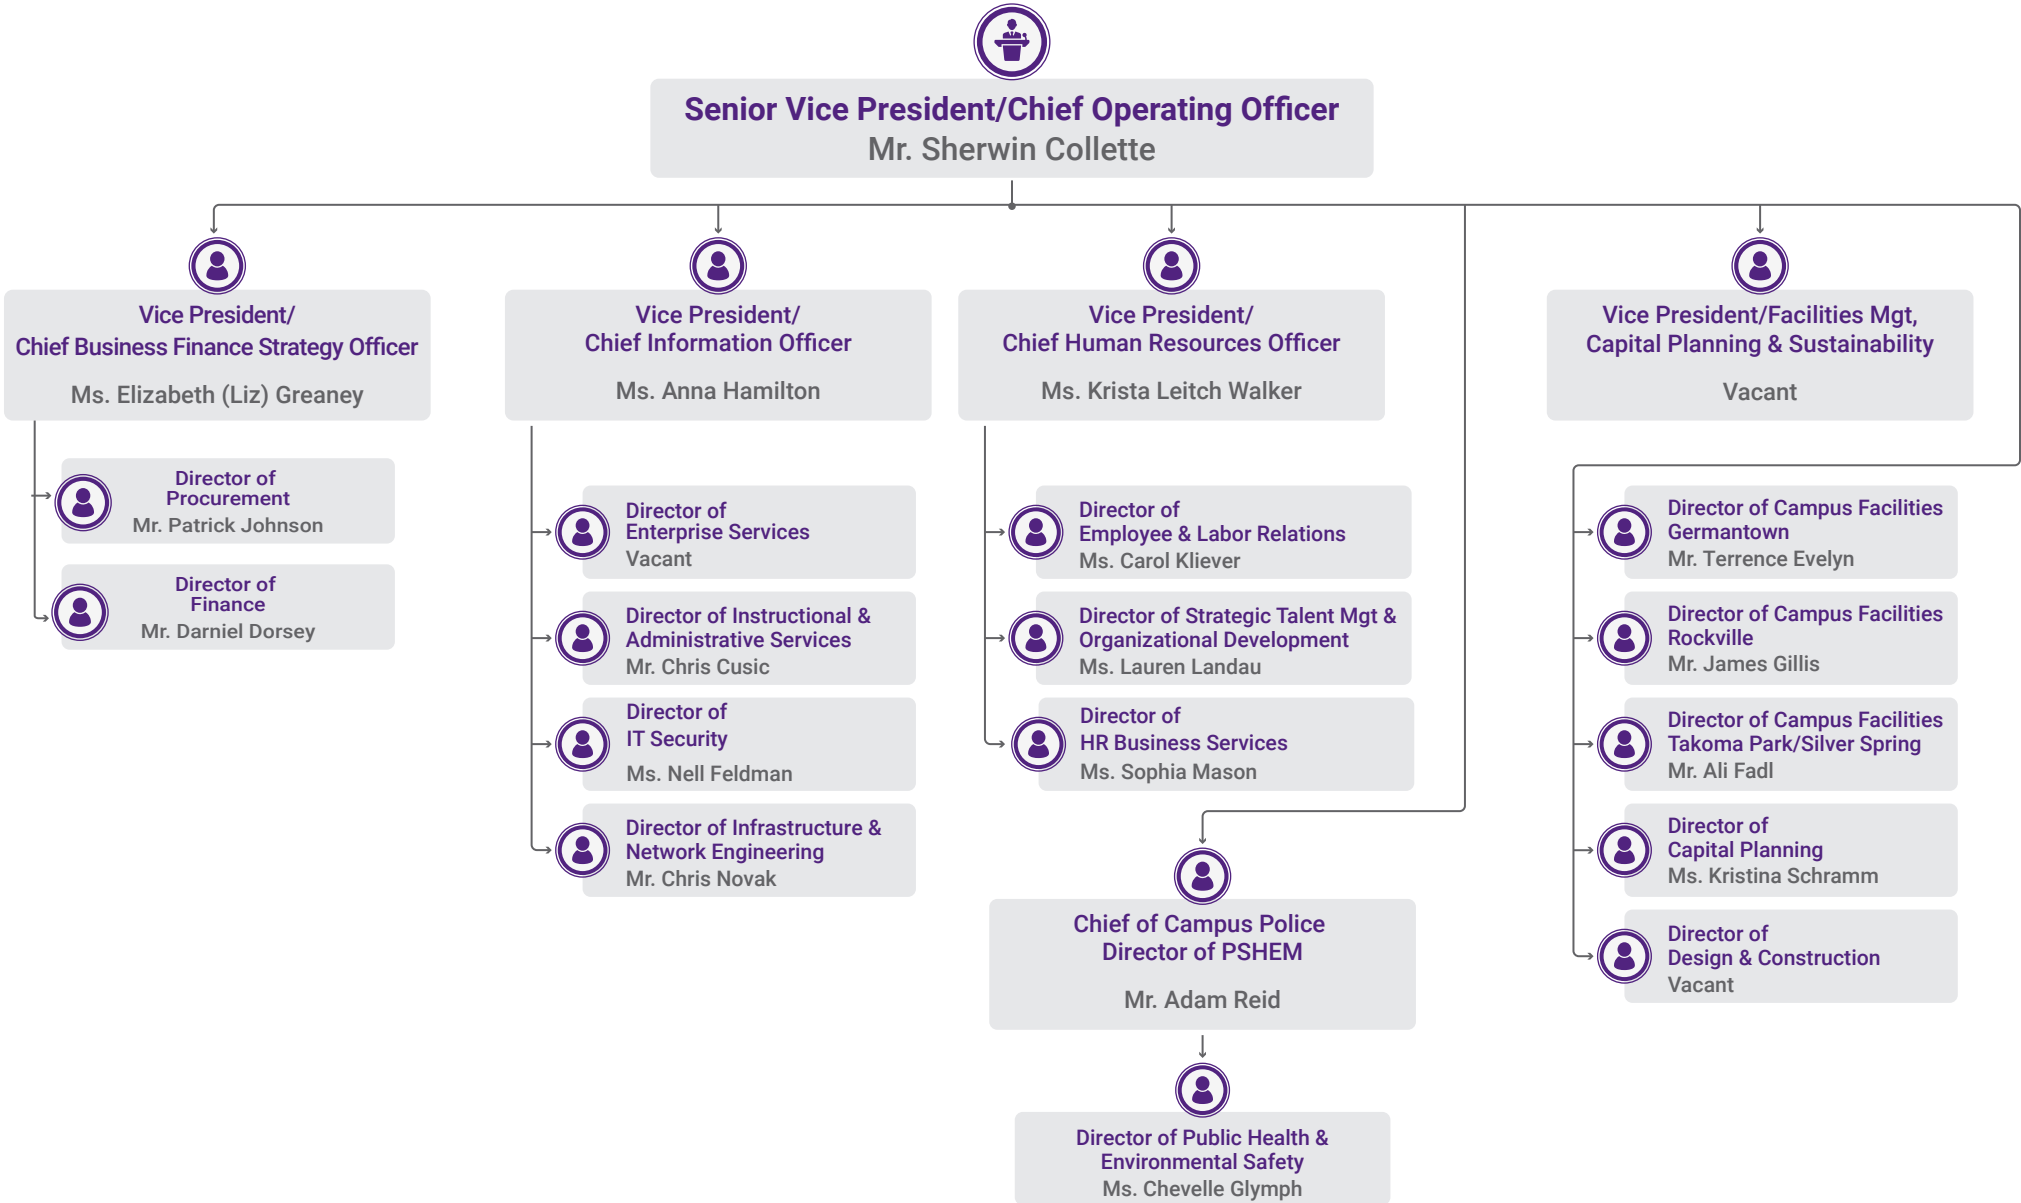 Senior Vice President/Chief Operating Officer
Mr. Sherwin Collette
Vice President/
Chief Business Finance Strategy Officer
Ms. Elizabeth (Liz) Greaney
Director of
Procurement
Mr. Patrick Johnson
Director of
Finance
Mr. Darniel Dorsey
Vice President/
Chief Information Officer
Ms. Anna Hamilton
Director of
Enterprise Services
Vacant
Director of Instructional &
Administrative Services
Mr. Chris Cusic
Director of
IT Security
Ms. Nell Feldman
Director of Infrastructure &
Network Engineering
Mr. Chris Novak
Vice President/
Chief Human Resources Officer
Ms. Krista Leitch Walker
Director of
Employee & Labor Relations
Ms. Carol Kliever
Director of Strategic Talent Mgt &
Organizational Development
Ms. Lauren Landau
Director of
HR Business Services
Ms. Sophia Mason
Chief of Campus Police
Director of PSHEM
Mr. Adam Reid
Director of Public Health &
Environmental Safety
Ms. Chevelle Glymph
Vice President/Facilities Mgt,
Capital Planning & Sustainability
Vacant
Director of Campus Facilities
Germantown
Mr. Terrence Evelyn
Director of Campus Facilities
Rockville
Mr. James Gillis
Director of Campus Facilities
Takoma Park/Silver Spring
Mr. Ali Fadl
Director of
Capital Planning
Ms. Kristina Schramm
Director of
Design & Construction
Vacant